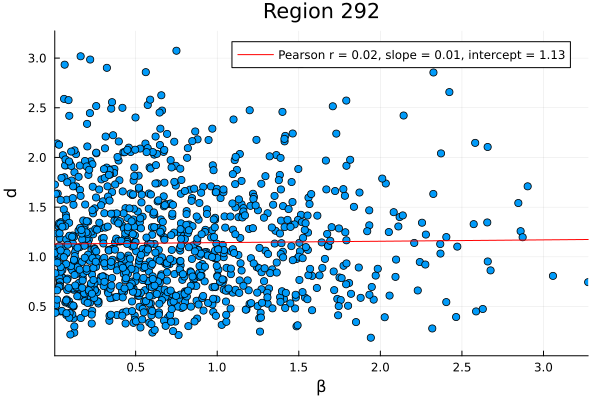 Region 292
Pearson r = 0.02, slope = 0.01, intercept = 1.13
3.0
2.5
2.0
1.5
1.0
0.5
d
0.5 1.0 1.5 2.0 2.5 3.0
β